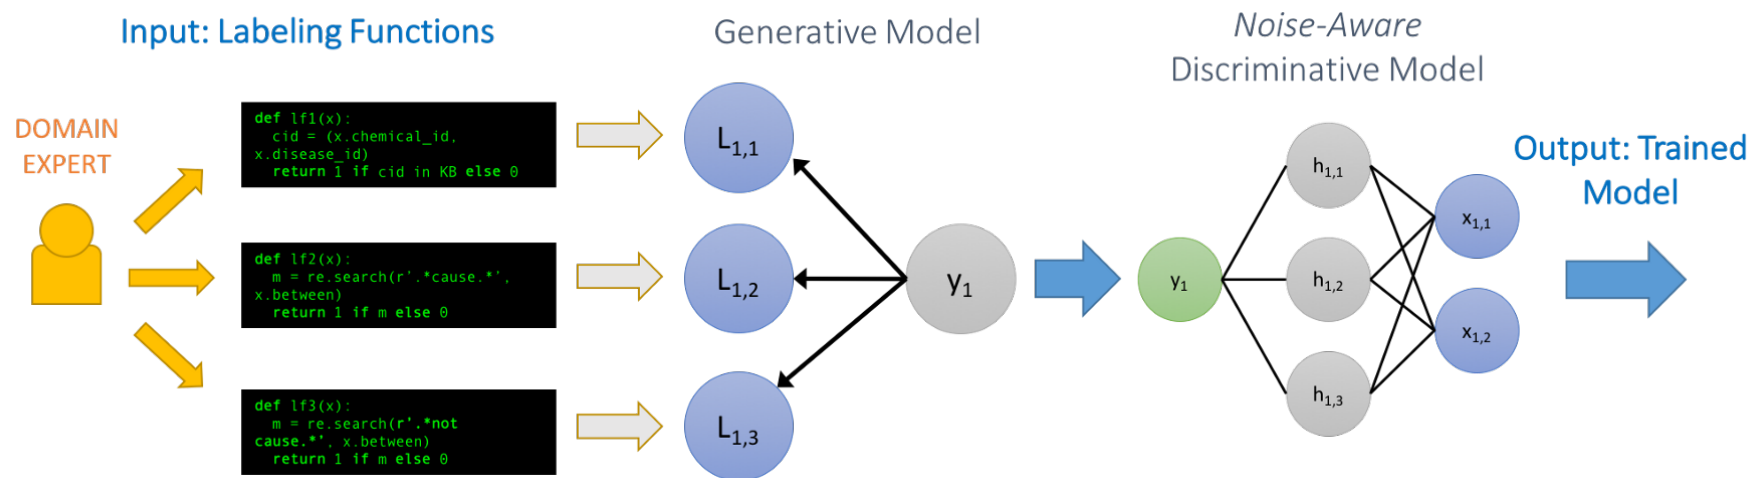 Input: Labeling Functions
Generative Model
Noise-Aware
Discriminative Model
DOMAIN
EXPERT
def lf1(x):
  cid = (x.chemical_id,
x.disease_id)
  return 1 if cid in KB else 0
def lf2(x):
  m = re.search(r'.*cause.*',
x.between)
  return 1 if m else 0
def lf3(x):
  m = re.search(r'.*not
cause.*', x.between)
  return 1 if m else 0
L1,1
L1,2
L1,3
y1
y1
h1,1
h1,2
h1,3
x1,1
x1,2
Output: Trained
Model